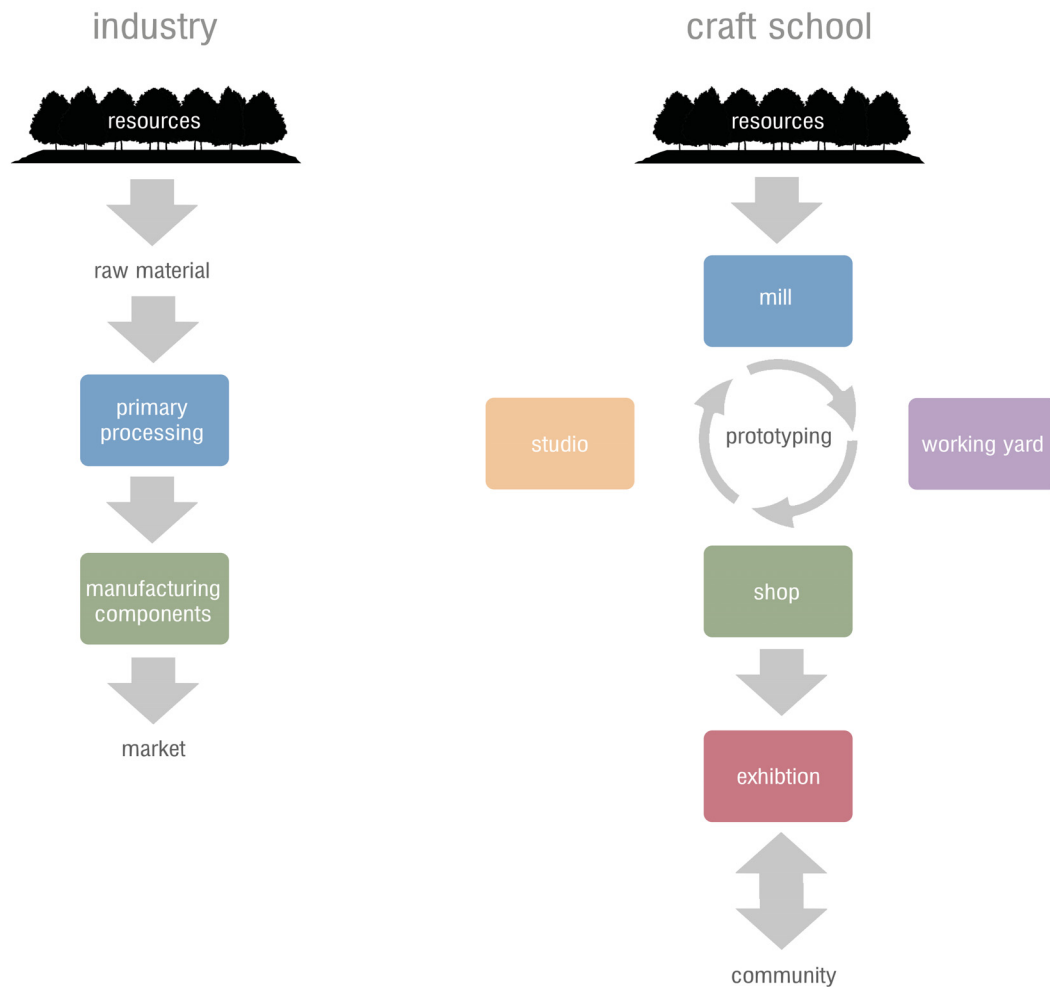 industry
resources
raw material
primary
processing
manufacturing
components
market
craft school
resources
mill
studio
prototyping
working yard
shop
exhibtion
community